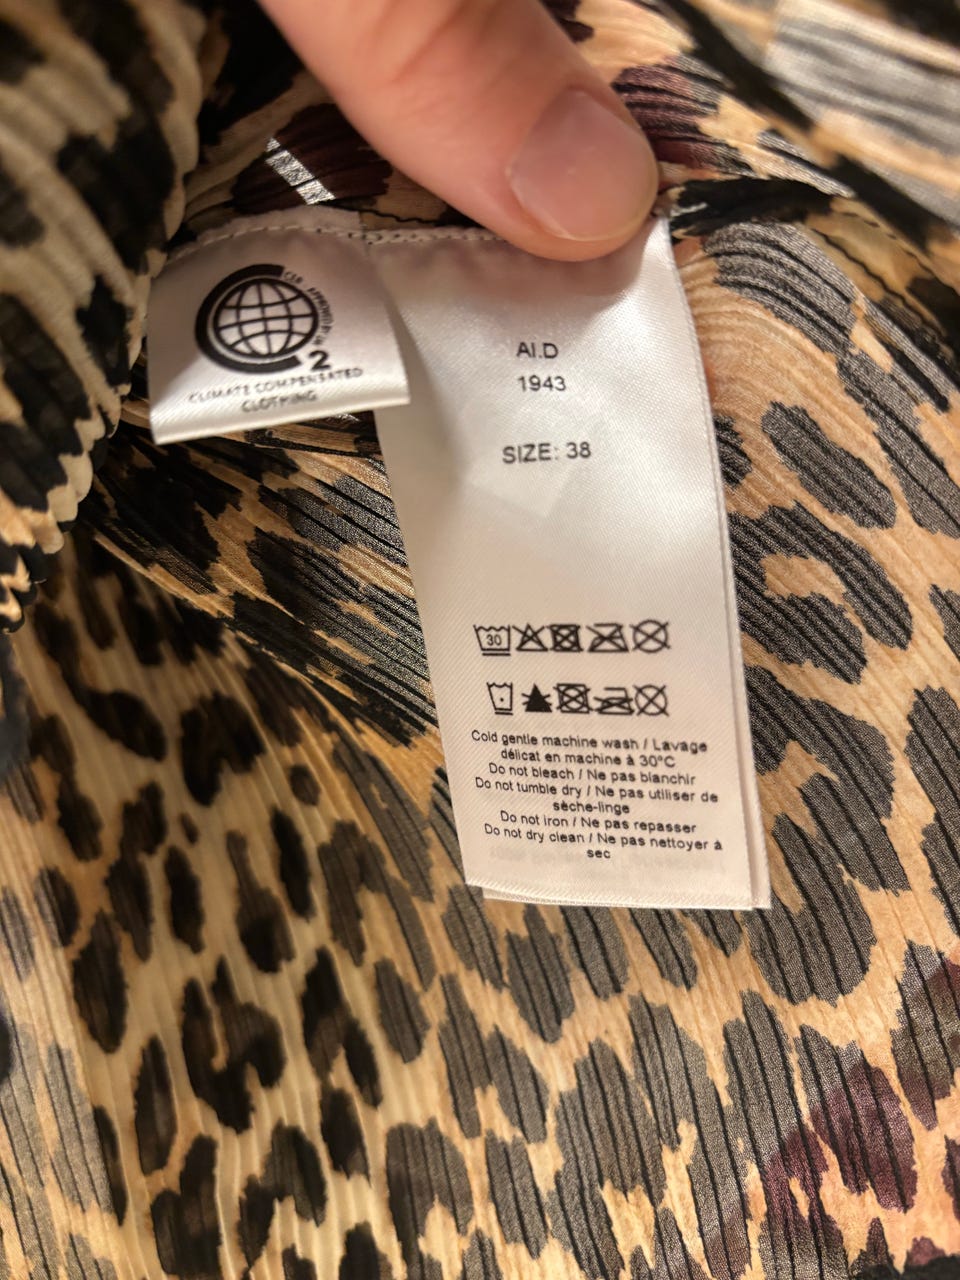 2
CLIMATE COMPENSATED
CLOTHING
AI.D
1943
SIZE: 38
30
Cold gentle machine wash / Lavage
délicat en machine à 30°C
Do not bleach / Ne pas blanchir
Do not tumble dry / Ne pas utiliser de
sèche-linge
Do not iron / Ne pas repasser
Do not dry clean / Ne pas nettoyer à
sec